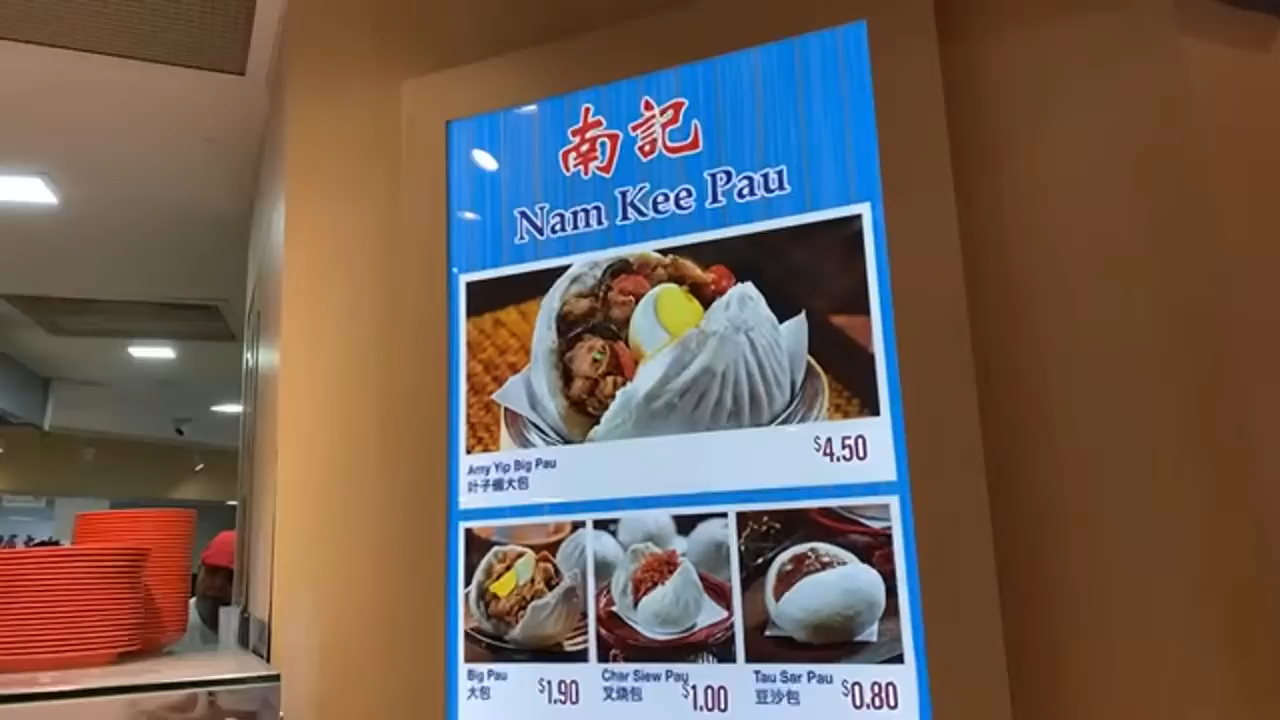 南記
Nam Kee Pau
Amy Yip Big Pau
$4.50
叶子楣大包
Big Pau
大包
$1.90
Char Siew Pau
叉烧包
$1.00
Tau Sar Pau
豆沙包
$0.80